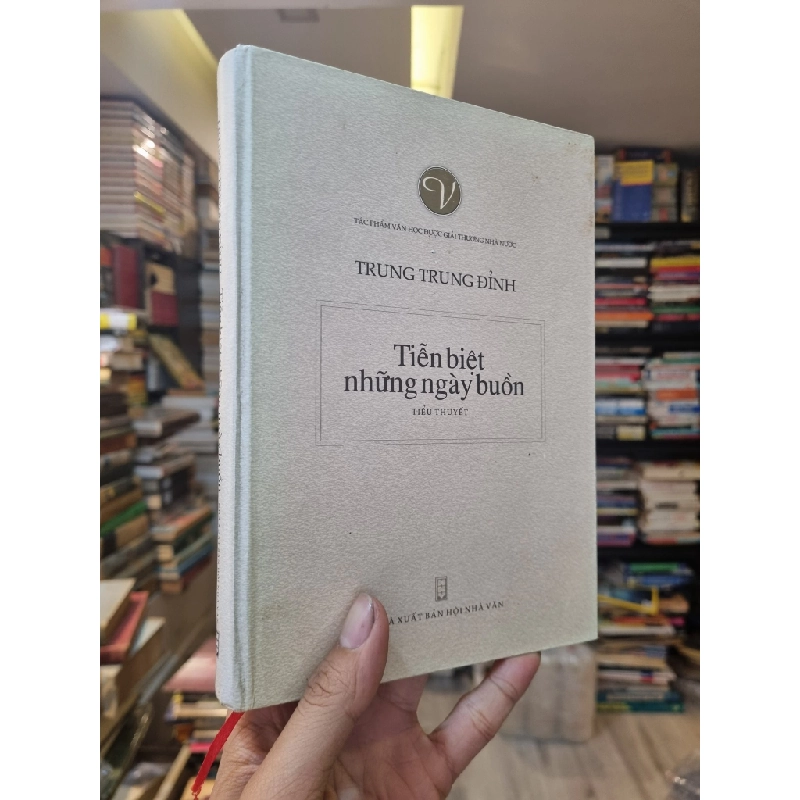 V
TÁC PHẨM VĂN HỌC ĐƯỢC GIẢI THƯỞNG NHÀ NƯỚC
TRUNG TRUNG ĐỈNH
Tiễn biệt
những ngày buồn
TIỂU THUYẾT
XUẤT BẢN HỘI NHÀ VĂN